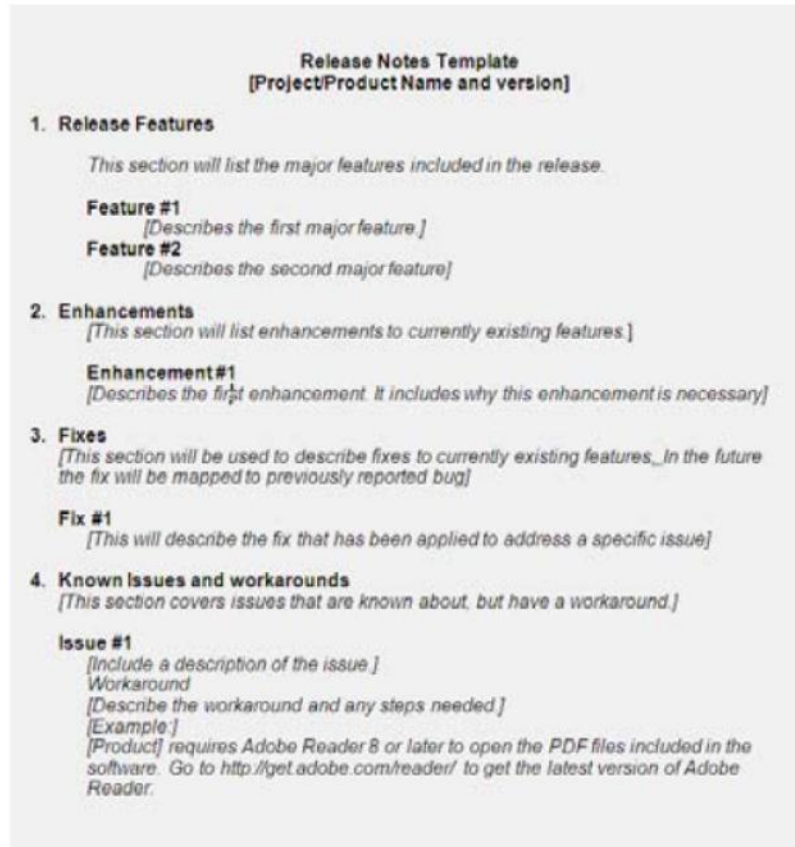 Release Notes Template
[Project/Product Name and version]
1. Release Features
This section will list the major features included in the release.
Feature #1
[Describes the first major feature.]
Feature #2
[Describes the second major feature]
2. Enhancements
[This section will list enhancements to currently existing features.]
Enhancement #1
[Describes the first enhancement. It includes why this enhancement is necessary]
3. Fixes
[This section will be used to describe fixes to currently existing features,_In the future
the fix will be mapped to previously reported bug]
Fix #1
[This will describe the fix that has been applied to address a specific issue]
4. Known Issues and workarounds
[This section covers issues that are known about, but have a workaround.]
Issue #1
[Include a description of the issue.]
Workaround
[Describe the workaround and any steps needed.]
[Example:]
[Product] requires Adobe Reader 8 or later to open the PDF files included in the
software. Go to http://get.adobe.com/reader/ to get the latest version of Adobe
Reader.